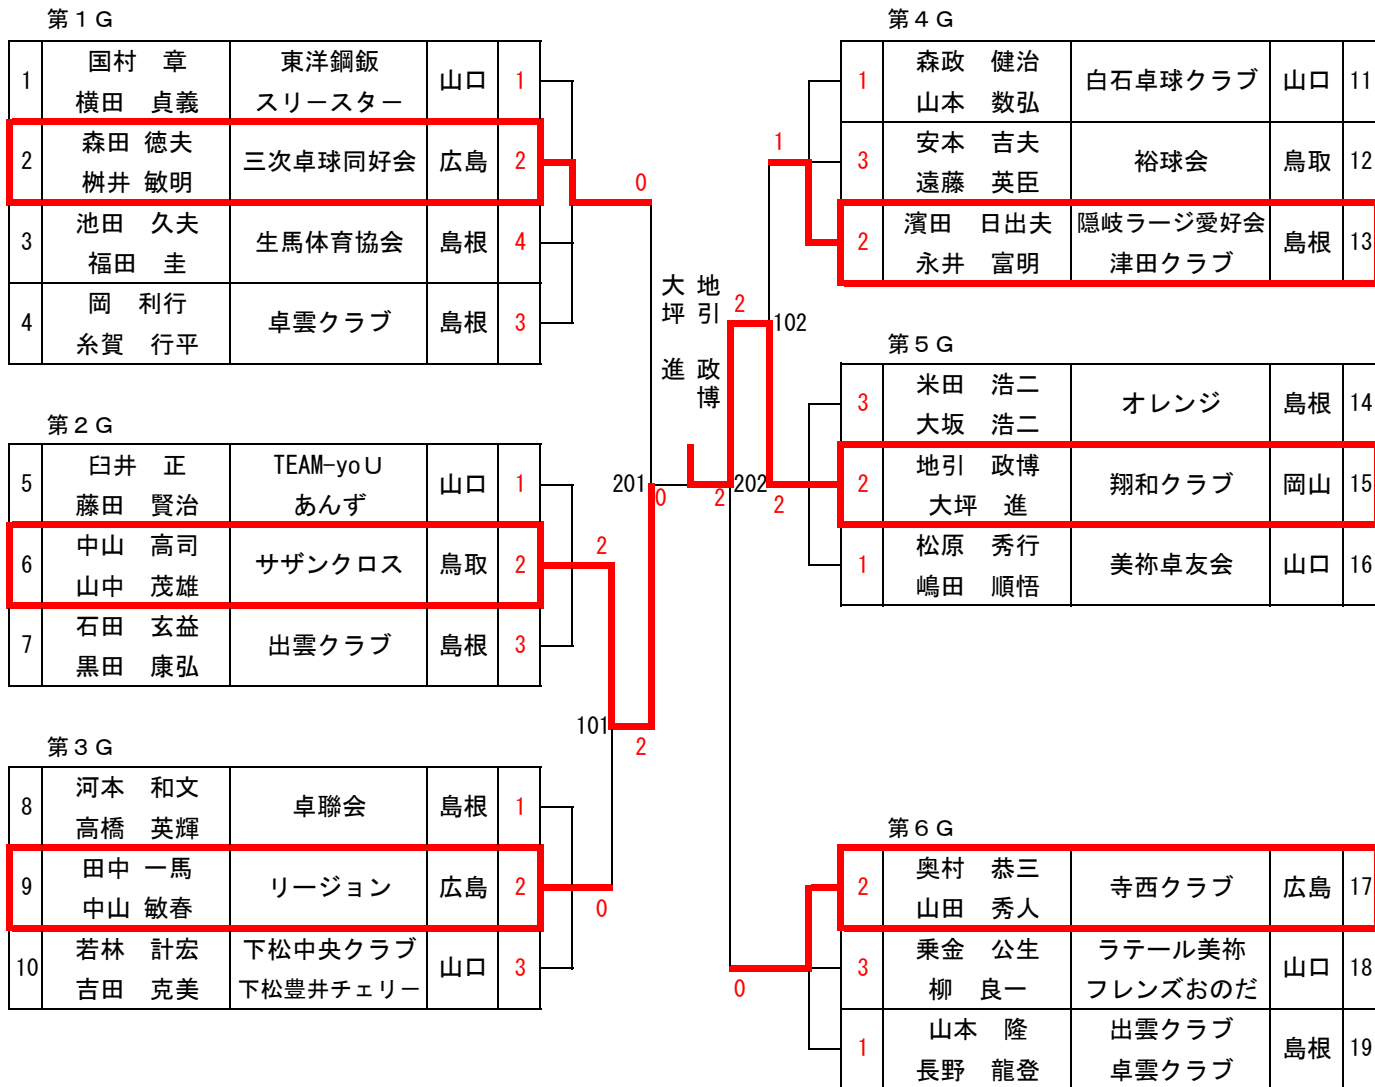 第１Ｇ
1 国村　章 東洋鋼鈑 山口 1
横田　貞義 スリースター
2 森田 徳夫 三次卓球同好会 広島 2
桝井 敏明
3 池田　久夫 生馬体育協会 島根 4
福田　圭
4 岡　利行 卓雲クラブ 島根 3
糸賀　行平
第２Ｇ
5 臼井　正 TEAM-yoＵ 山口 1
藤田　賢治 あんず
6 中山　高司 サザンクロス 鳥取 2
山中　茂雄
7 石田　玄益 出雲クラブ 島根 3
黒田　康弘
第３Ｇ
8 河本　和文 卓聯会 島根 1
高橋　英輝
9 田中 一馬 リージョン 広島 2
中山 敏春
10 若林　計宏 下松中央クラブ 山口 3
吉田　克美 下松豊井チェリー
0
2
101
2
0
201
0
地引　政博
大坪　進
2
102
1
2
202
2
0
第４Ｇ
1 森政　健治 白石卓球クラブ 山口 11
山本　数弘
3 安本　吉夫 裕球会 鳥取 12
遠藤　英臣
2 濱田　日出夫 隠岐ラージ愛好会 島根 13
永井　富明 津田クラブ
第５Ｇ
3 米田　浩二 オレンジ 島根 14
大坂　浩二
2 地引　政博 翔和クラブ 岡山 15
大坪　進
1 松原　秀行 美祢卓友会 山口 16
嶋田　順悟
第６Ｇ
2 奥村　恭三 寺西クラブ 広島 17
山田　秀人
3 乗金　公生 ラテール美祢 山口 18
柳　良一 フレンズおのだ
1 山本　隆 出雲クラブ 島根 19
長野　龍登 卓雲クラブ